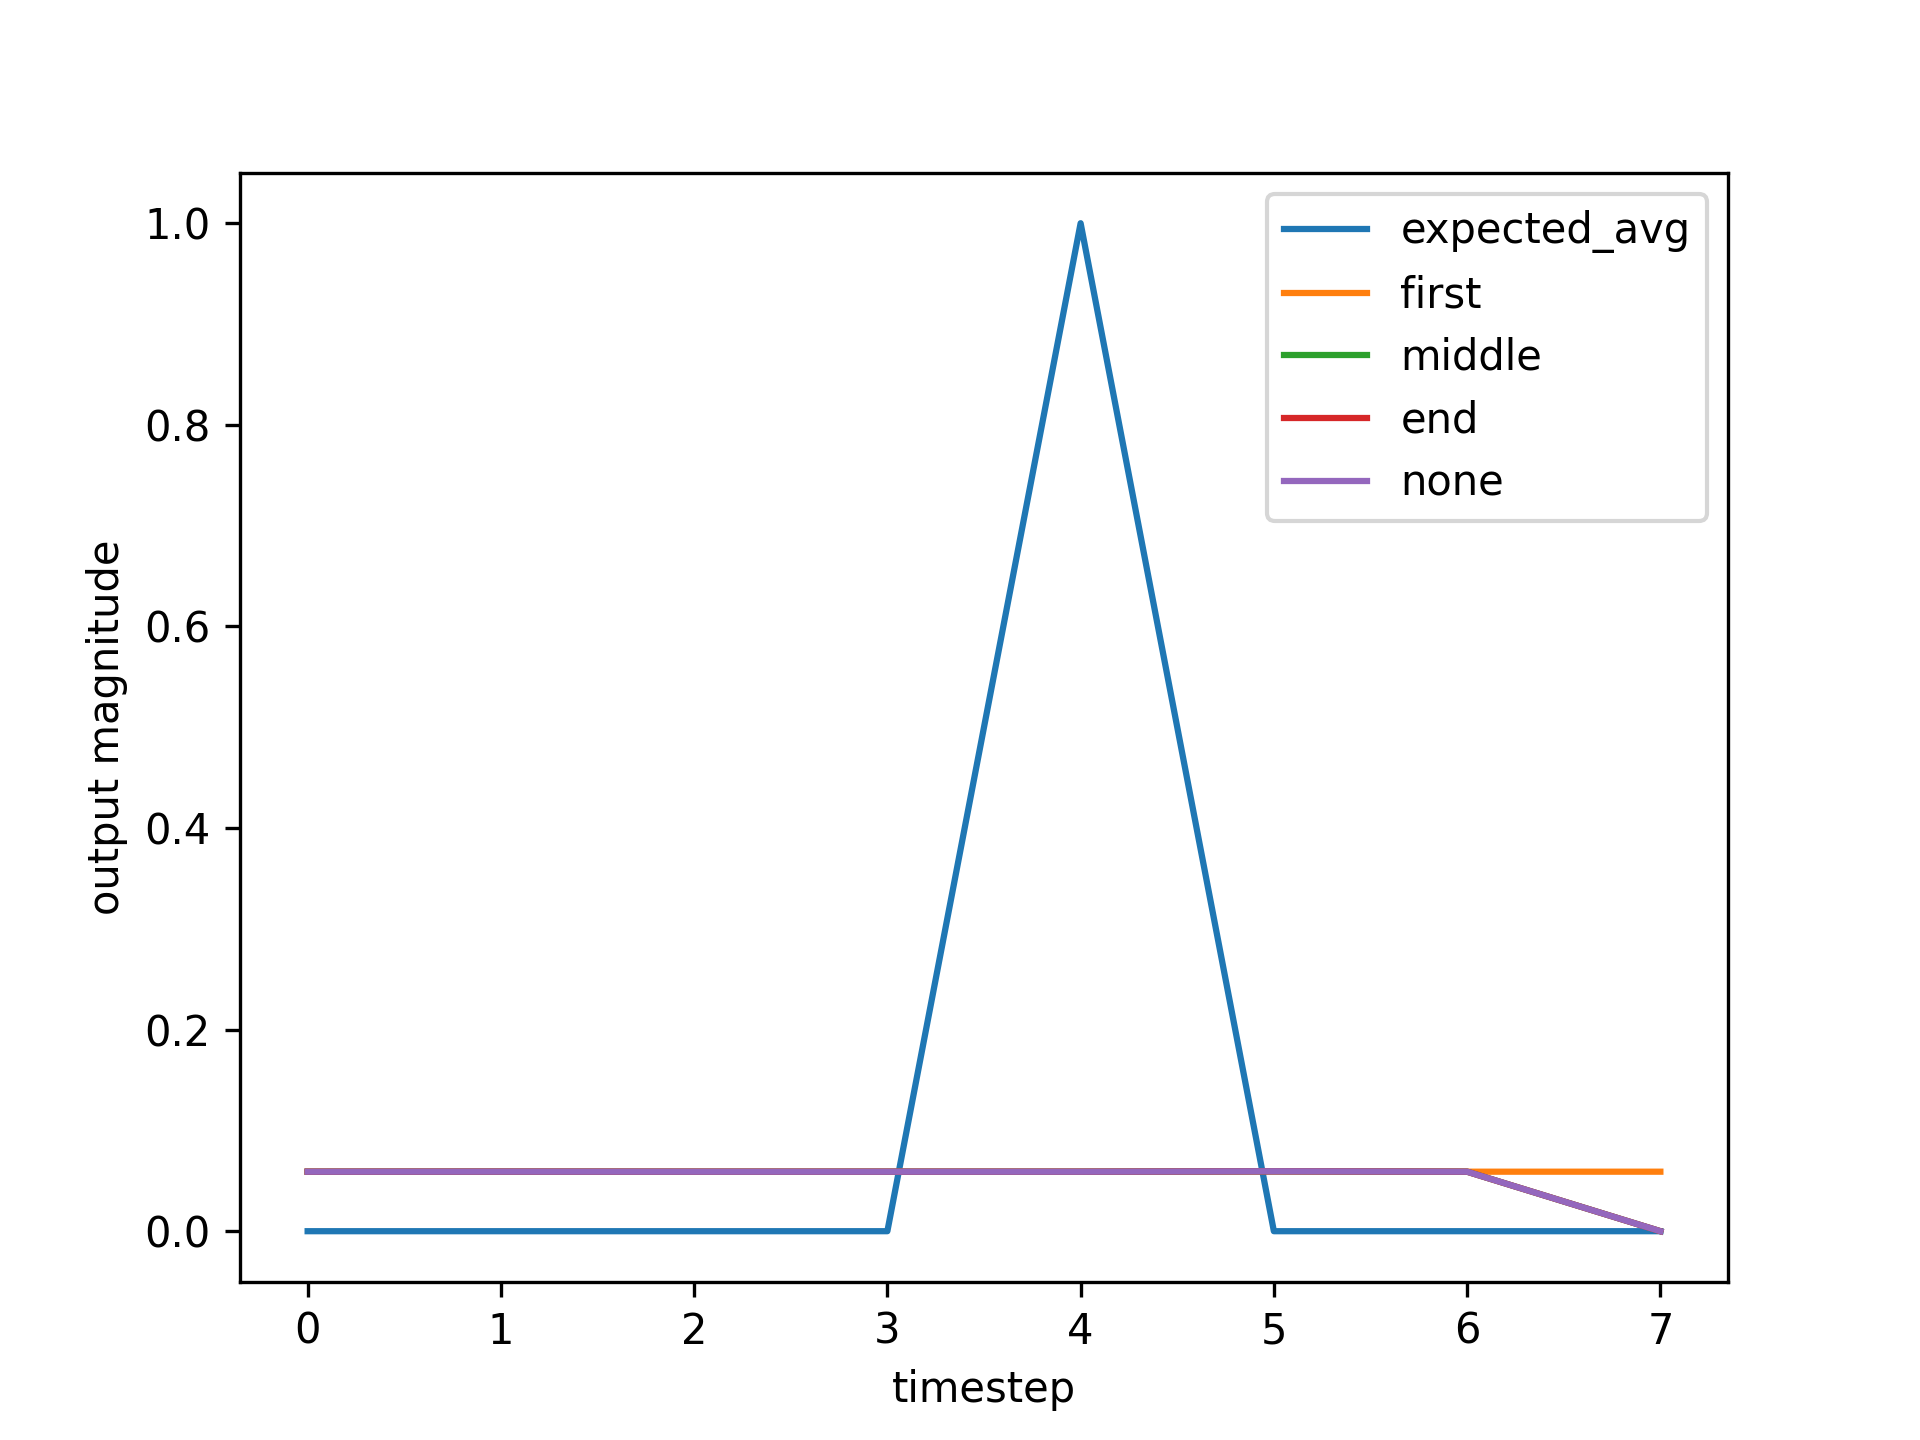 expected_avg
first
middle
end
none
output magnitude
1.0
0.8
0.6
0.4
0.2
0.0
0 1 2 3 4 5 6 7
timestep